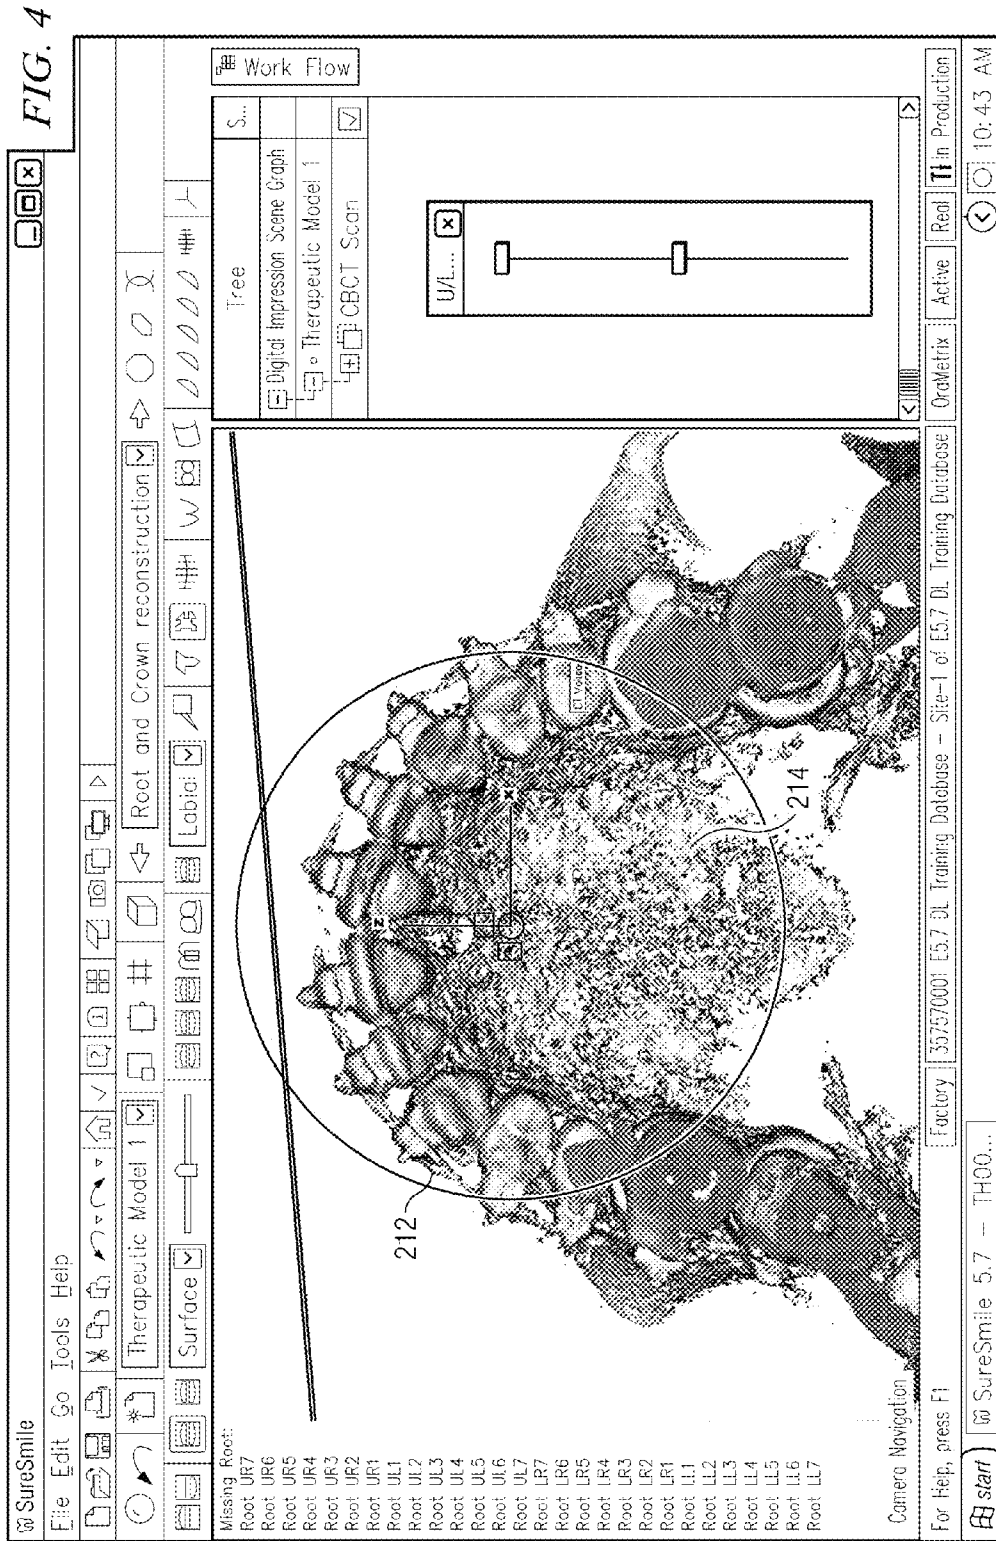 FIG. 4
SureSmile
File Edit Go Tools Help
Therapeutic Model 1
Root and Crown reconstruction
Surface
Labial
Missing Root:
Root UR7
Root UR6
Root UR5
Root UR4
Root UR3
Root UR2
Root UR1
Root UL1
Root UL2
Root UL3
Root UL4
Root UL5
Root UL6
Root UL7
Root LR7
Root LR6
Root LR5
Root LR4
Root LR3
Root LR2
Root LR1
Root LL1
Root LL2
Root LL3
Root LL4
Root LL5
Root LL6
Root LL7
212
214
z
x
Camera Navigation
Tree
S...
Digital Impression Scene Graph
Therapeutic Model 1
CBCT Scan
U/L...
Work Flow
For Help, press F1
Factory
357570001 E5.7 DL Training Database - Site-1 of E5.7 DL Training Database
OraMetrix
Active
Real
In Production
start
SureSmile 5.7 - TH00...
10:43 AM